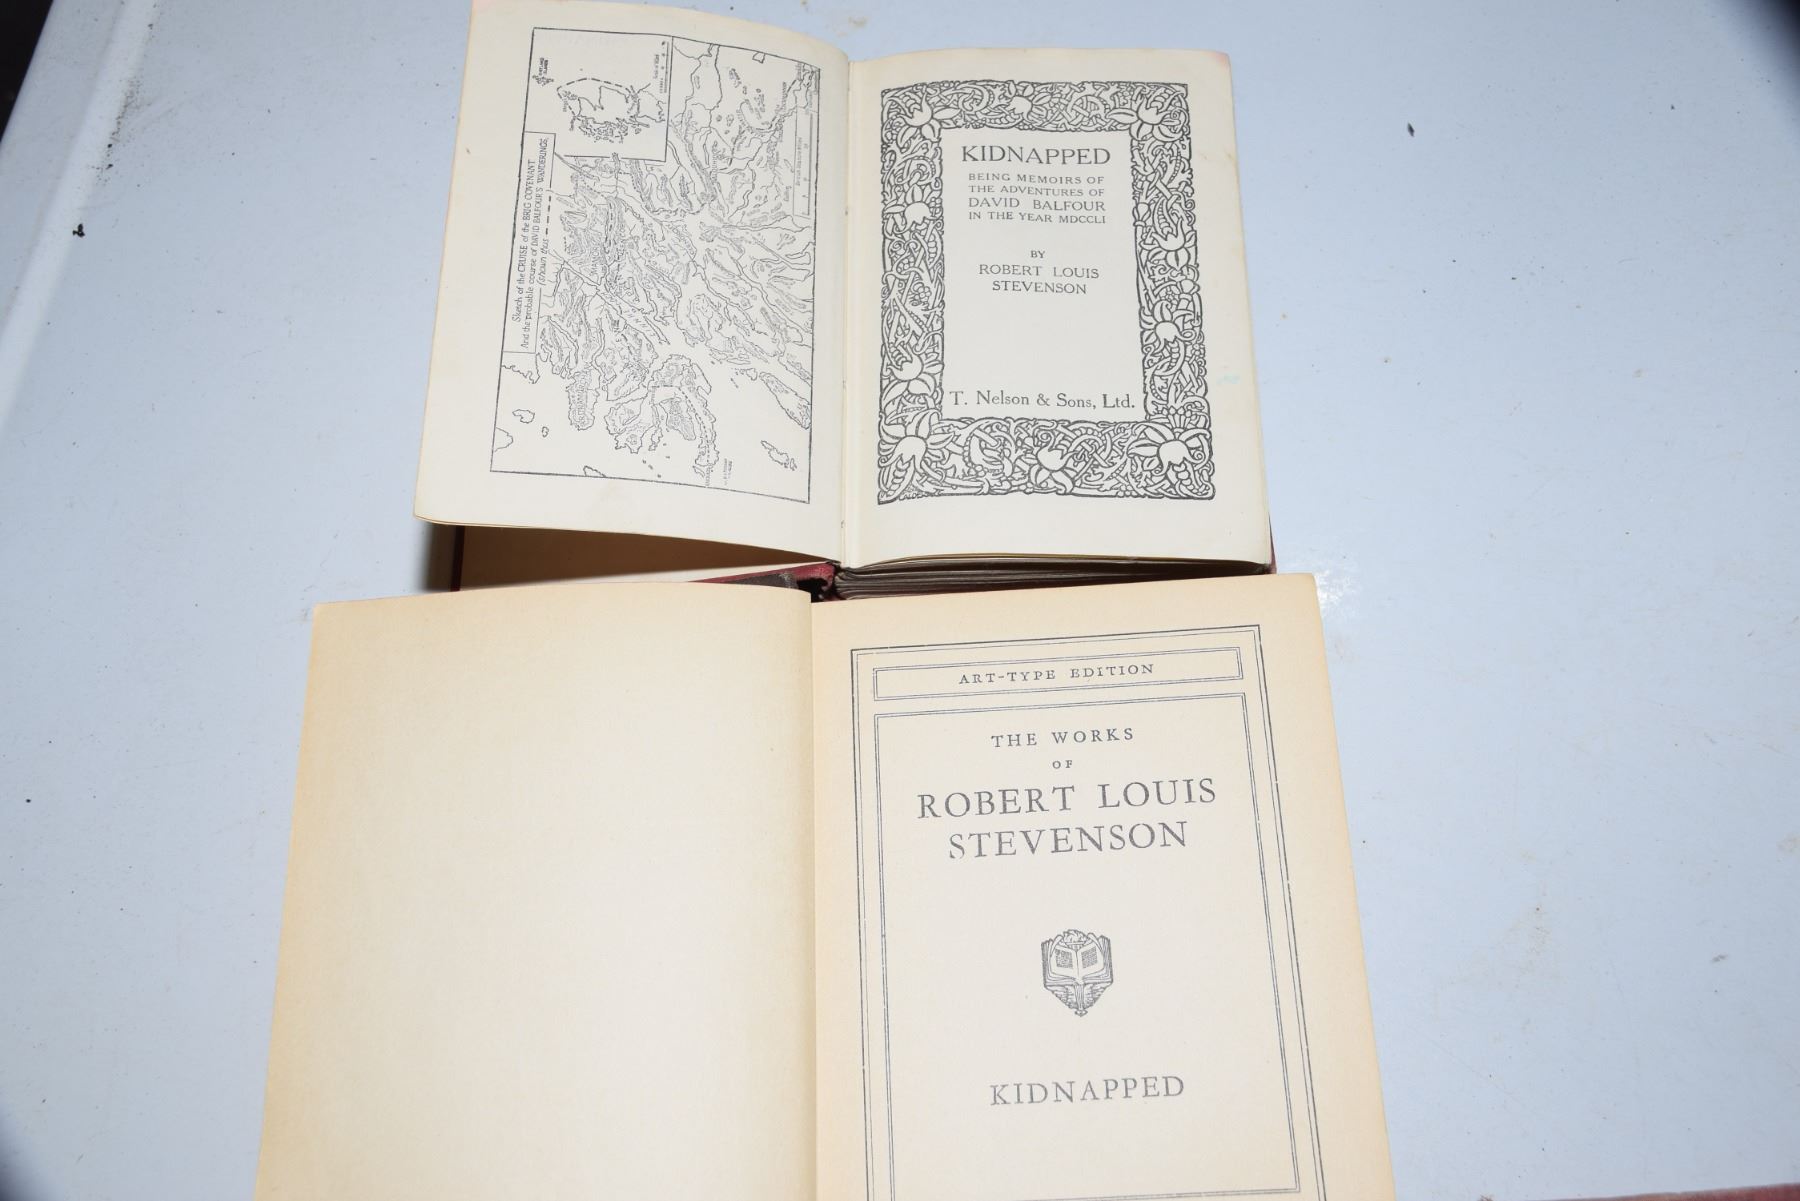 Sketch of the CRUISE of the BRIG COVENANT
And the probable course of DAVID BALFOUR'S WANDERINGS,
shown thus
KIDNAPPED
BEING MEMOIRS OF
THE ADVENTURES OF
DAVID BALFOUR
IN THE YEAR MDCCLI
BY
ROBERT LOUIS
STEVENSON
T. Nelson & Sons, Ltd.
ART-TYPE EDITION
THE WORKS
OF
ROBERT LOUIS
STEVENSON
KIDNAPPED